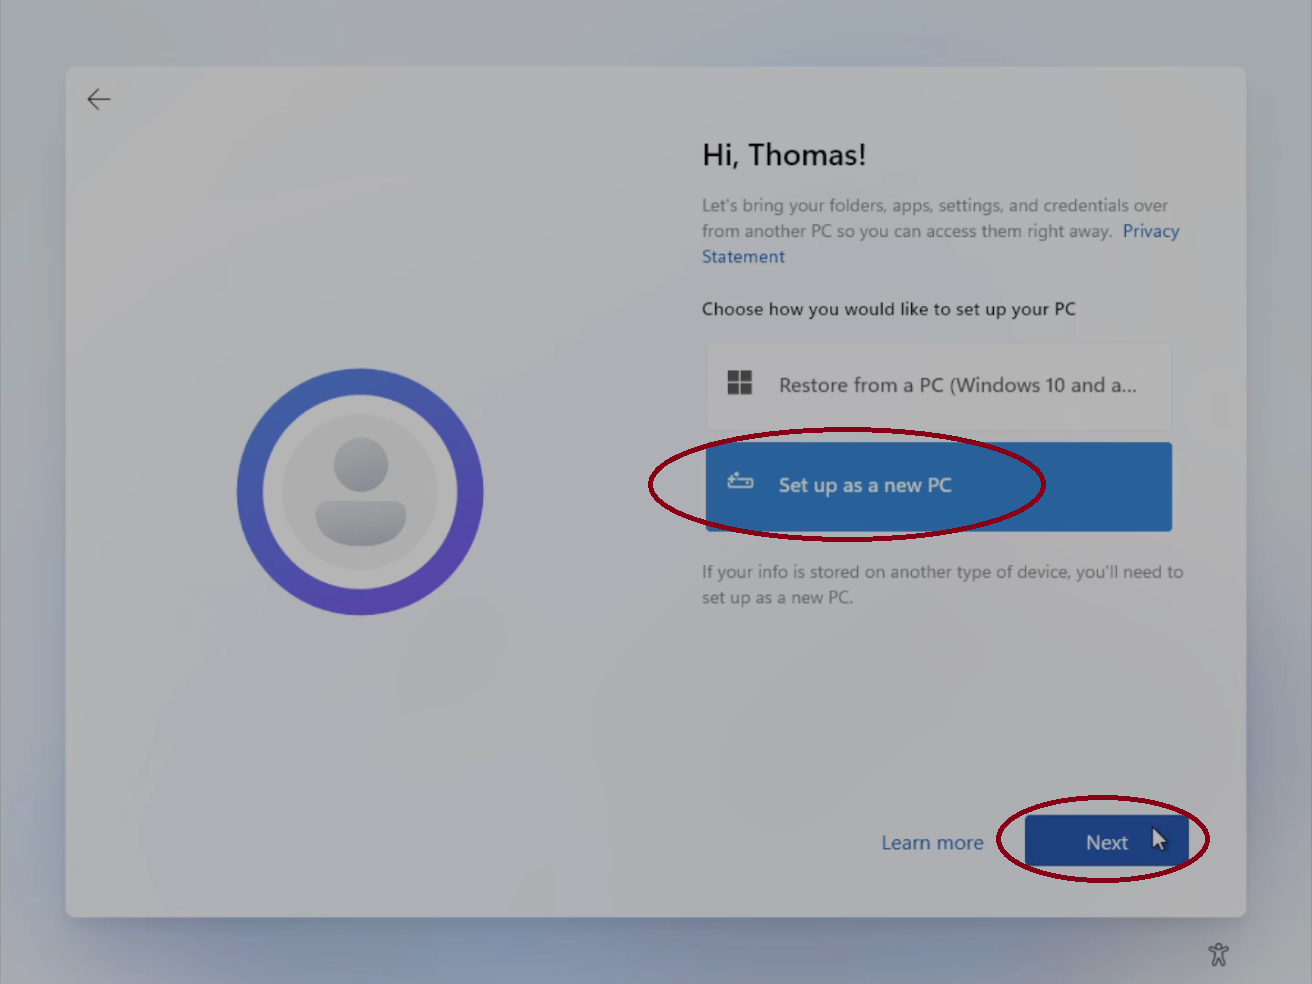 Hi, Thomas!
Let's bring your folders, apps, settings, and credentials over
from another PC so you can access them right away. Privacy
Statement
Choose how you would like to set up your PC
Restore from a PC (Windows 10 and a...
Set up as a new PC
If your info is stored on another type of device, you'll need to
set up as a new PC.
Learn more
Next